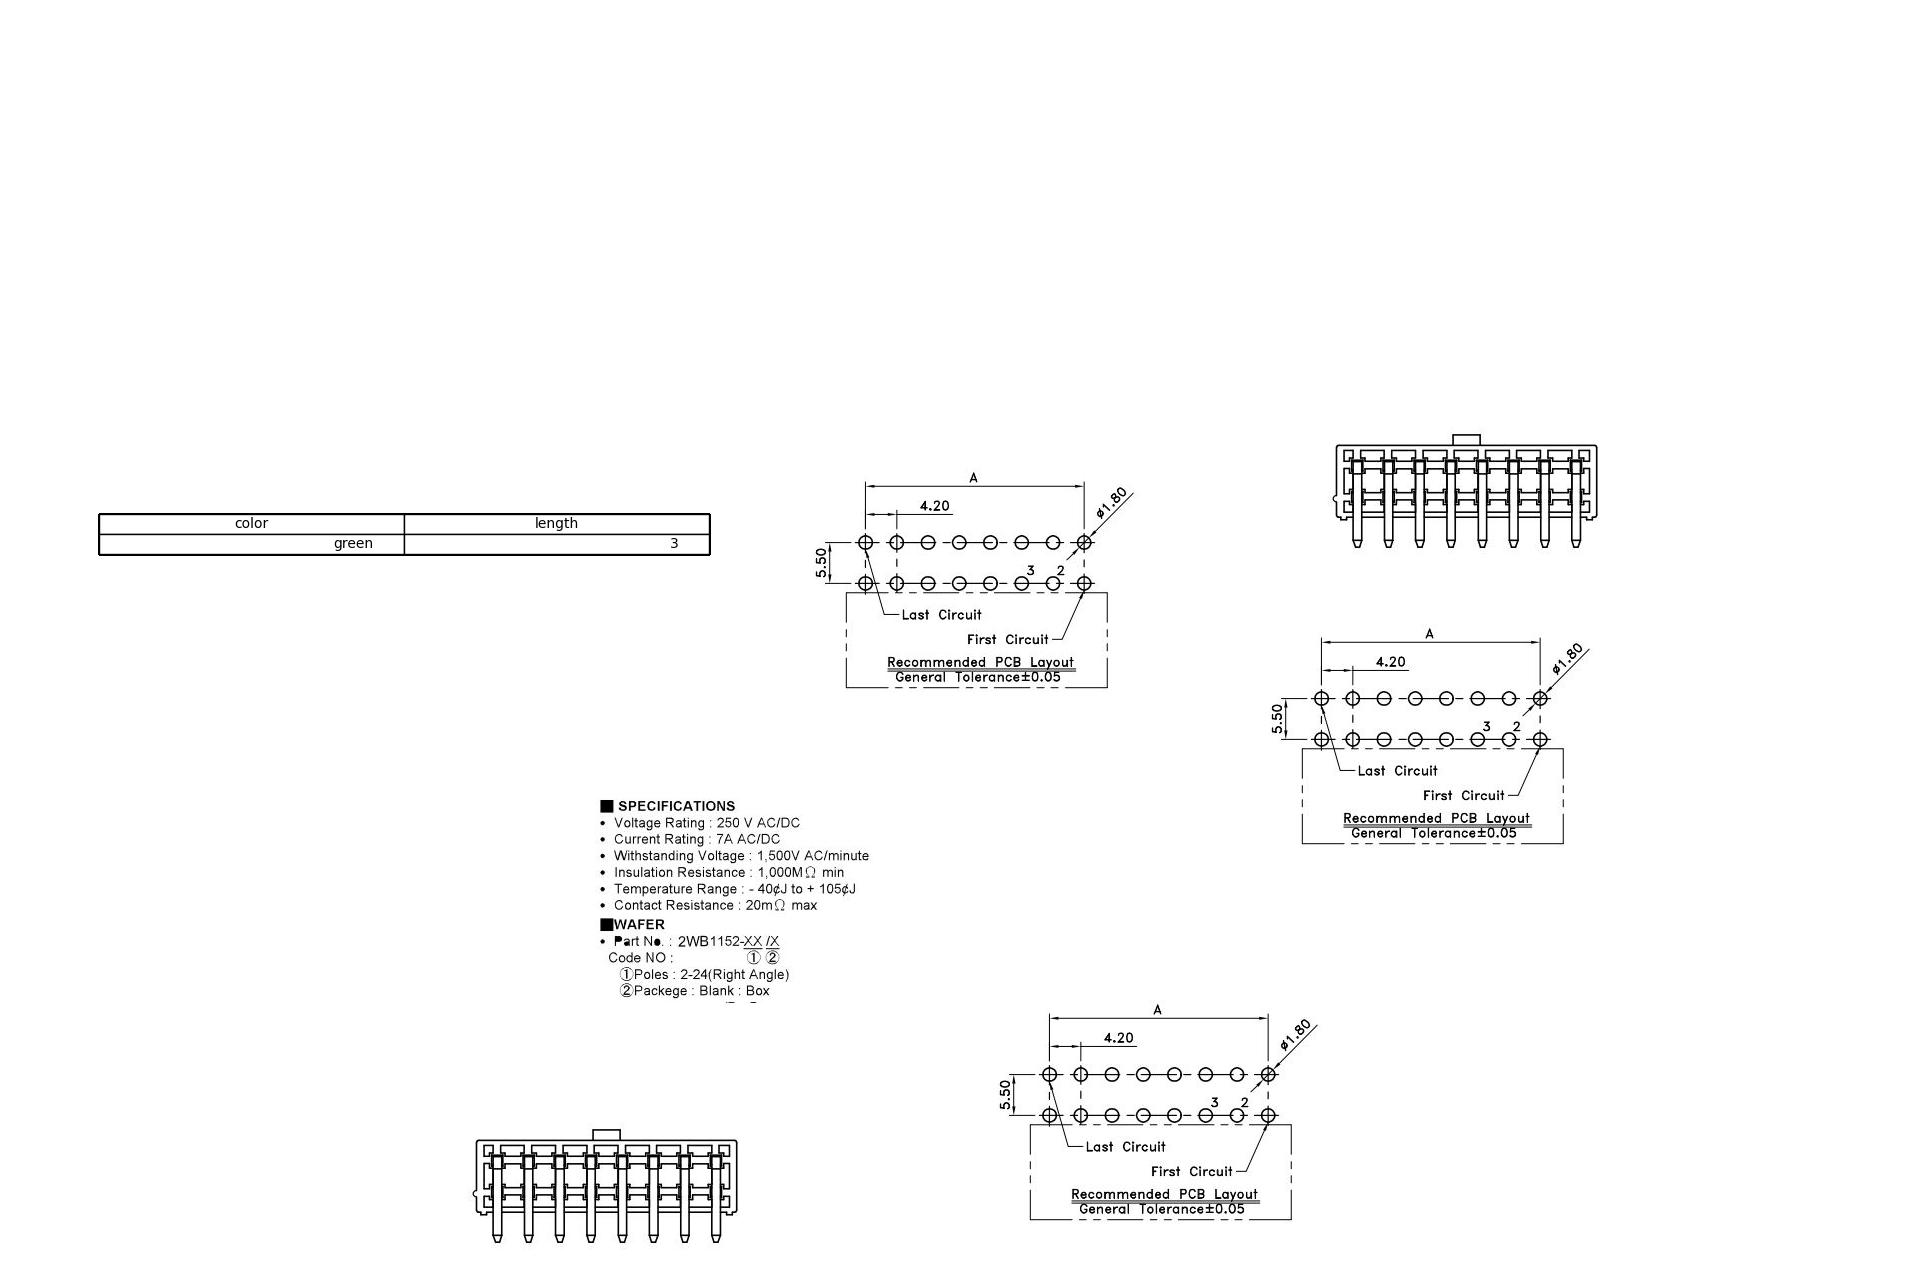 color length
green 3
A
4.20
ø1.80
5.50
3 2
Last Circuit
First Circuit
Recommended PCB Layout
General Tolerance±0.05
A
4.20
ø1.80
5.50
3 2
Last Circuit
First Circuit
Recommended PCB Layout
General Tolerance±0.05
■ SPECIFICATIONS
• Voltage Rating : 250 V AC/DC
• Current Rating : 7A AC/DC
• Withstanding Voltage : 1,500V AC/minute
• Insulation Resistance : 1,000MΩ min
• Temperature Range : - 40¢J to + 105¢J
• Contact Resistance : 20mΩ max
■WAFER
• Part No. : 2WB1152-XX /X
Code NO : ① ②
①Poles : 2-24(Right Angle)
②Packege : Blank : Box
A
4.20
ø1.80
5.50
3 2
Last Circuit
First Circuit
Recommended PCB Layout
General Tolerance±0.05